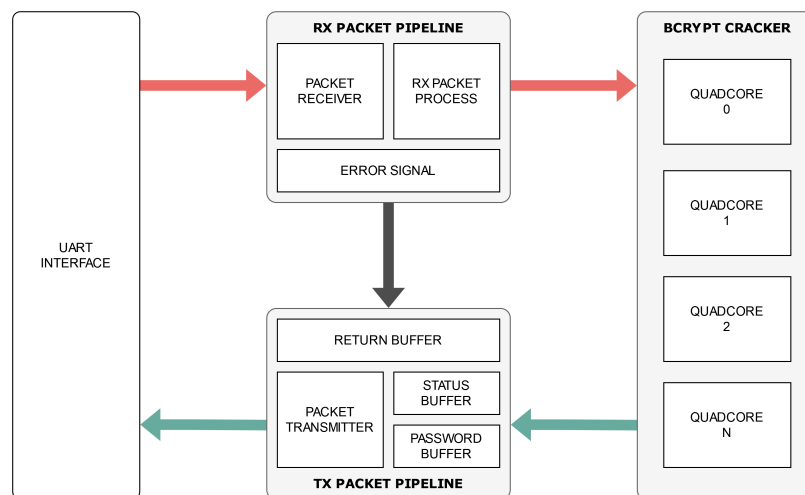 UART
INTERFACE
RX PACKET PIPELINE
PACKET
RECEIVER
RX PACKET
PROCESS
ERROR SIGNAL
RETURN BUFFER
PACKET
TRANSMITTER
STATUS
BUFFER
PASSWORD
BUFFER
TX PACKET PIPELINE
BCRYPT CRACKER
QUADCORE
0
QUADCORE
1
QUADCORE
2
QUADCORE
N